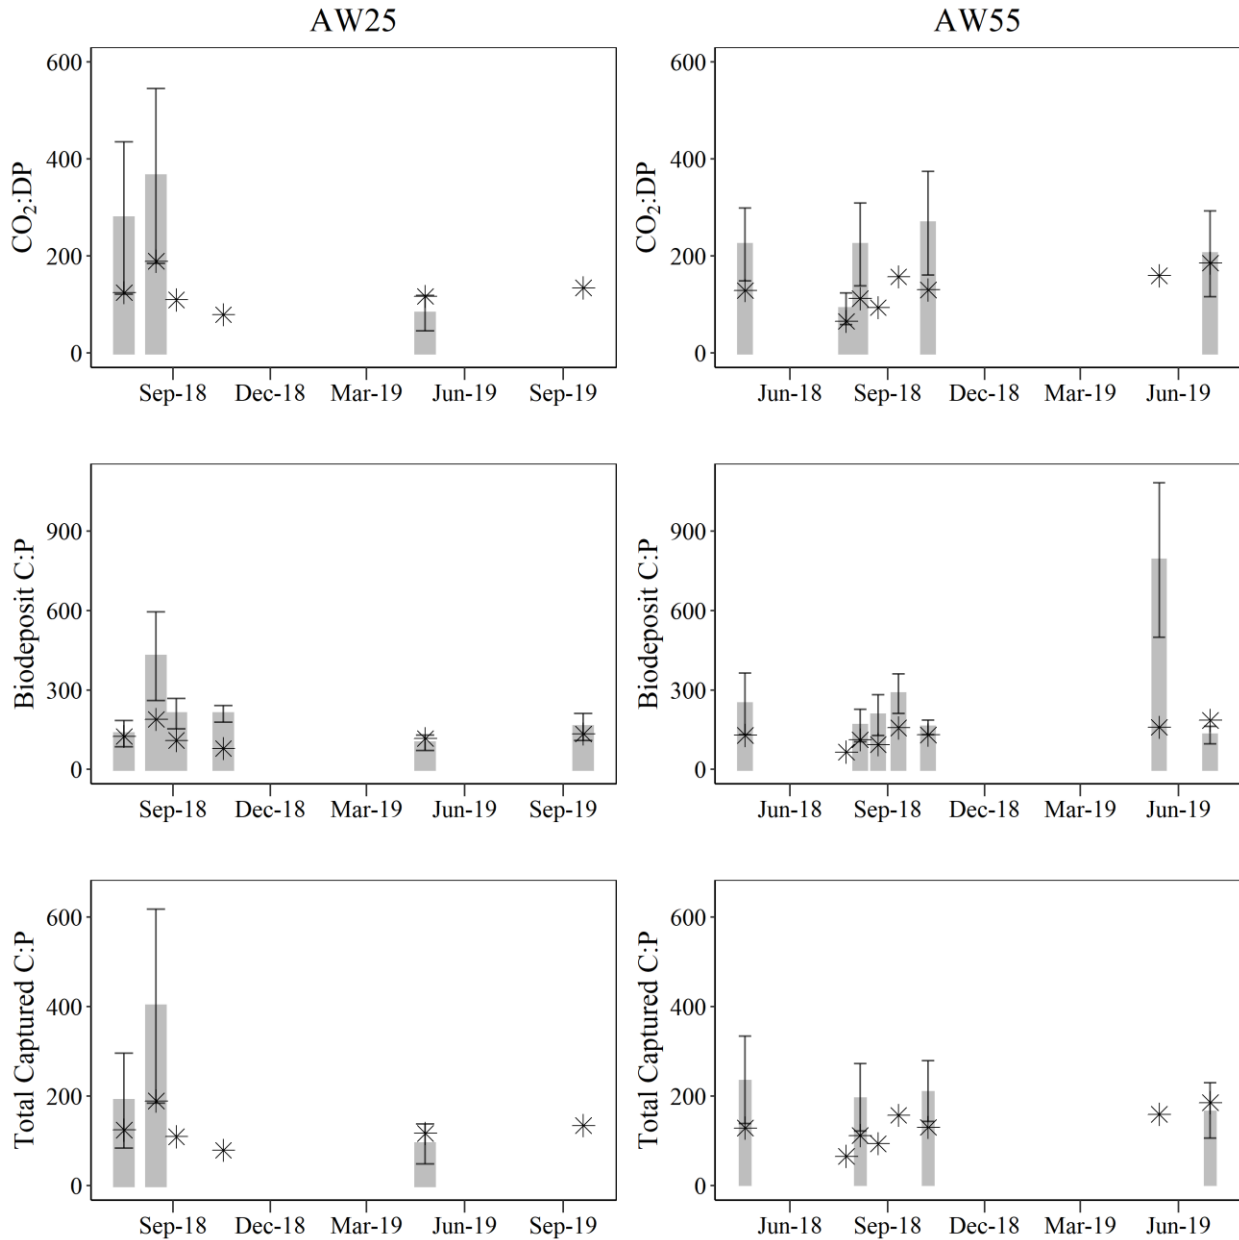 AW25
AW55
CO₂:DP
600
400
200
0
Sep-18 Dec-18 Mar-19 Jun-19 Sep-19
CO₂:DP
600
400
200
0
Jun-18 Sep-18 Dec-18 Mar-19 Jun-19
Biodeposit C:P
900
600
300
0
Sep-18 Dec-18 Mar-19 Jun-19 Sep-19
Biodeposit C:P
900
600
300
0
Jun-18 Sep-18 Dec-18 Mar-19 Jun-19
Total Captured C:P
600
400
200
0
Sep-18 Dec-18 Mar-19 Jun-19 Sep-19
Total Captured C:P
600
400
200
0
Jun-18 Sep-18 Dec-18 Mar-19 Jun-19